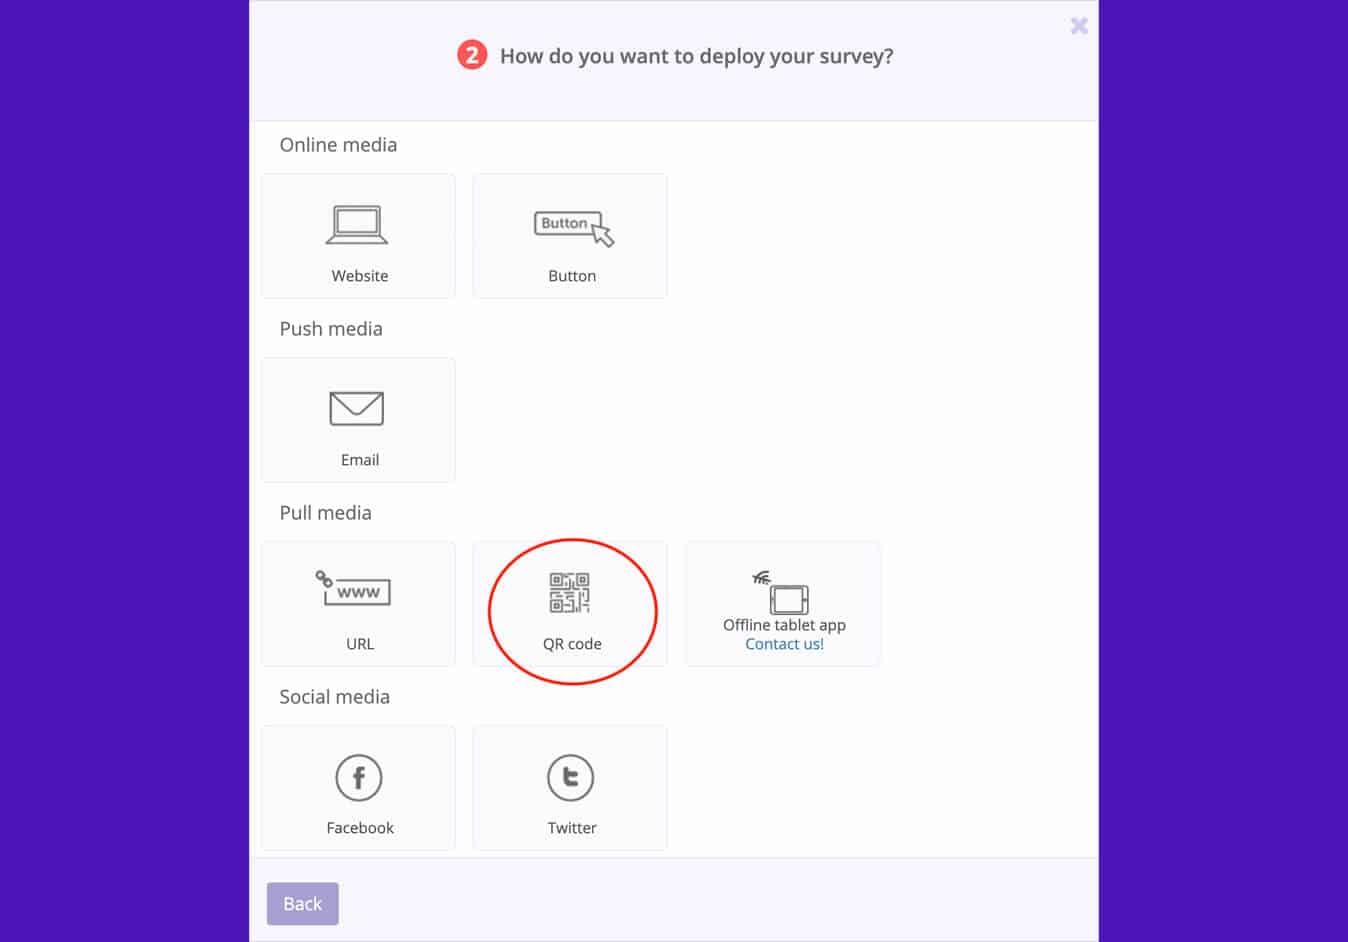 2 How do you want to deploy your survey?
Online media
Button
Website
Button
Push media
Email
Pull media
www
URL
QR code
Offline tablet app
Contact us!
Social media
f
t
Facebook
Twitter
Back